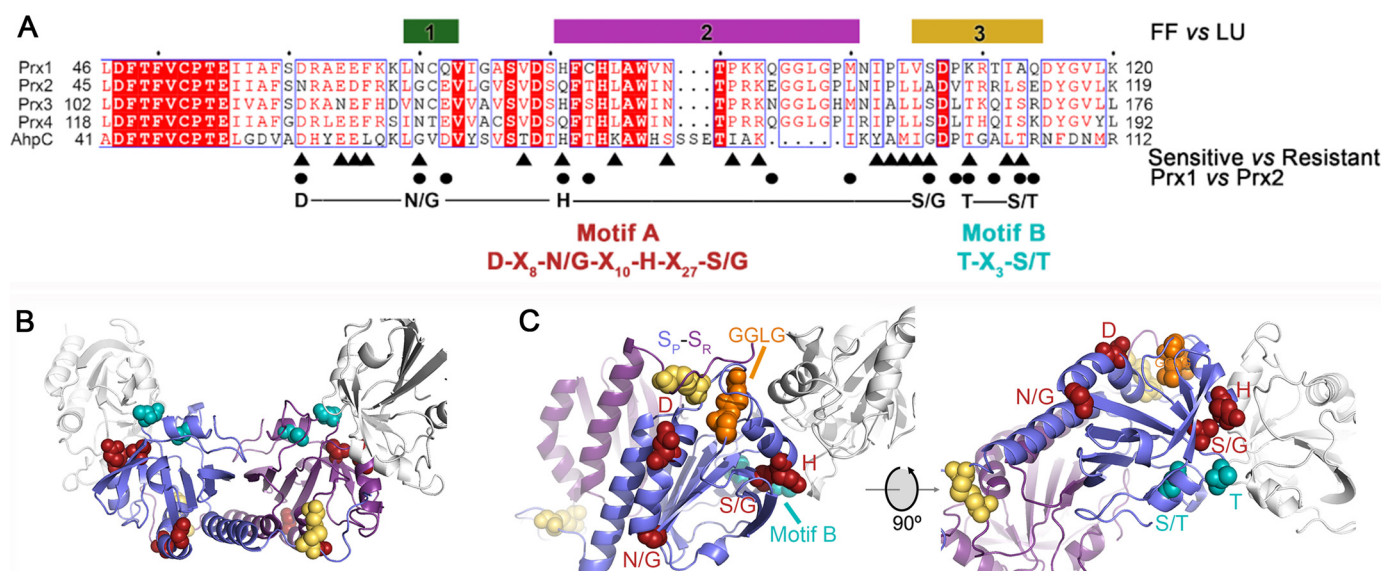 A
1 2 3 FF vs LU
Prx1 46 LDFTFVCPTEIIAFSDRAEEFKKLNCQVIGASVDSHFCHLAWVN...TPKKQGGLGPMNIPLVSDPKRTIAQDYGVLK 120
Prx2 45 LDFTFVCPTEIIAFSNRAEDFRKLGCEVLGVSVDSQFTHLAWIN...TPRKEGGLGPLNIPLLADVTRRLSEDYGVLK 119
Prx3 102 LDFTFVCPTEIVAFSDKANEFHDVNCEVVAVSVDSHFSHLAWIN...TPRKNGGLGHMNIALLSDLTKQISRDYGVLL 176
Prx4 118 LDFTFVCPTEIIAFGDRLEEFRSINTEVVACSVDSQFTHLAWIN...TPRRQGGLGPIRIPLLSDLTHQISKDYGVYL 192
AhpC 41 LDFTFVCPTELGDVADHYEELQKLGVDVYSVSTDTHFTHKAWHSSSETIAK.....IKYAMIGDPTGALTRNFDNMR 112
Sensitive vs Resistant
Prx1 vs Prx2
D N/G H S/G T S/T
Motif A Motif B
D-X8-N/G-X10-H-X27-S/G T-X3-S/T
B
C
SP-SR
GGLG
D
H
S/G
Motif B
N/G
90º
D
G
N/G
H
S/G
T
S/T